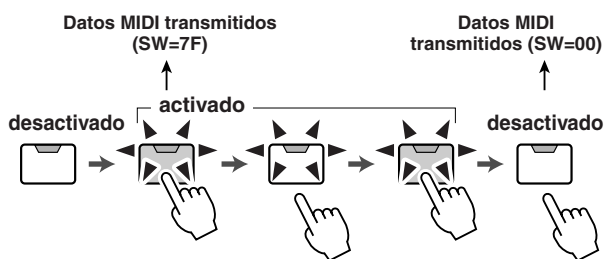 Datos MIDI transmitidos
(SW=7F)
Datos MIDI
transmitidos (SW=00)
activado
desactivado
desactivado